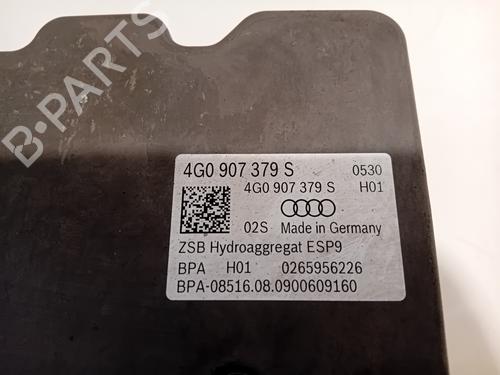 B-PARTS
4G0 907 379 S 0530
4G0 907 379 S H01
02S Made in Germany
ZSB Hydroaggregat ESP9
BPA H01 0265956226
BPA-08516.08.0900609160